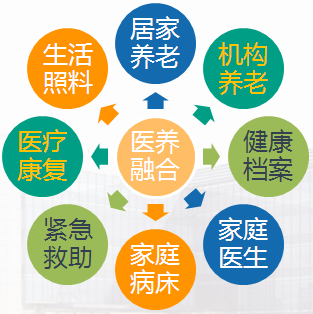 居家
养老
机构
养老
健康
档案
家庭
医生
家庭
病床
紧急
救助
医疗
康复
生活
照料
医养
融合